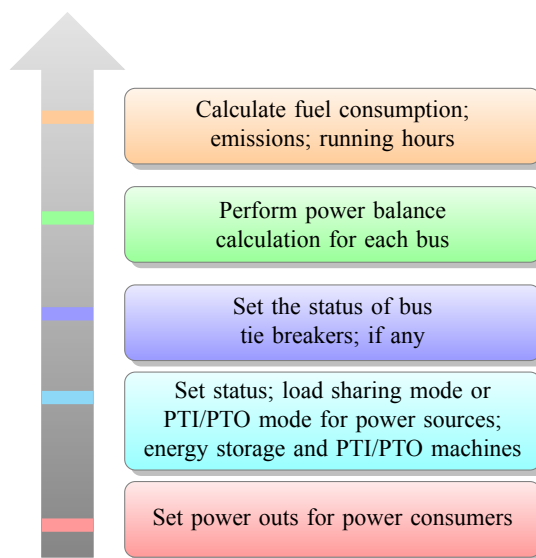 Calculate fuel consumption;
emissions; running hours
Perform power balance
calculation for each bus
Set the status of bus
tie breakers; if any
Set status; load sharing mode or
PTI/PTO mode for power sources;
energy storage and PTI/PTO machines
Set power outs for power consumers